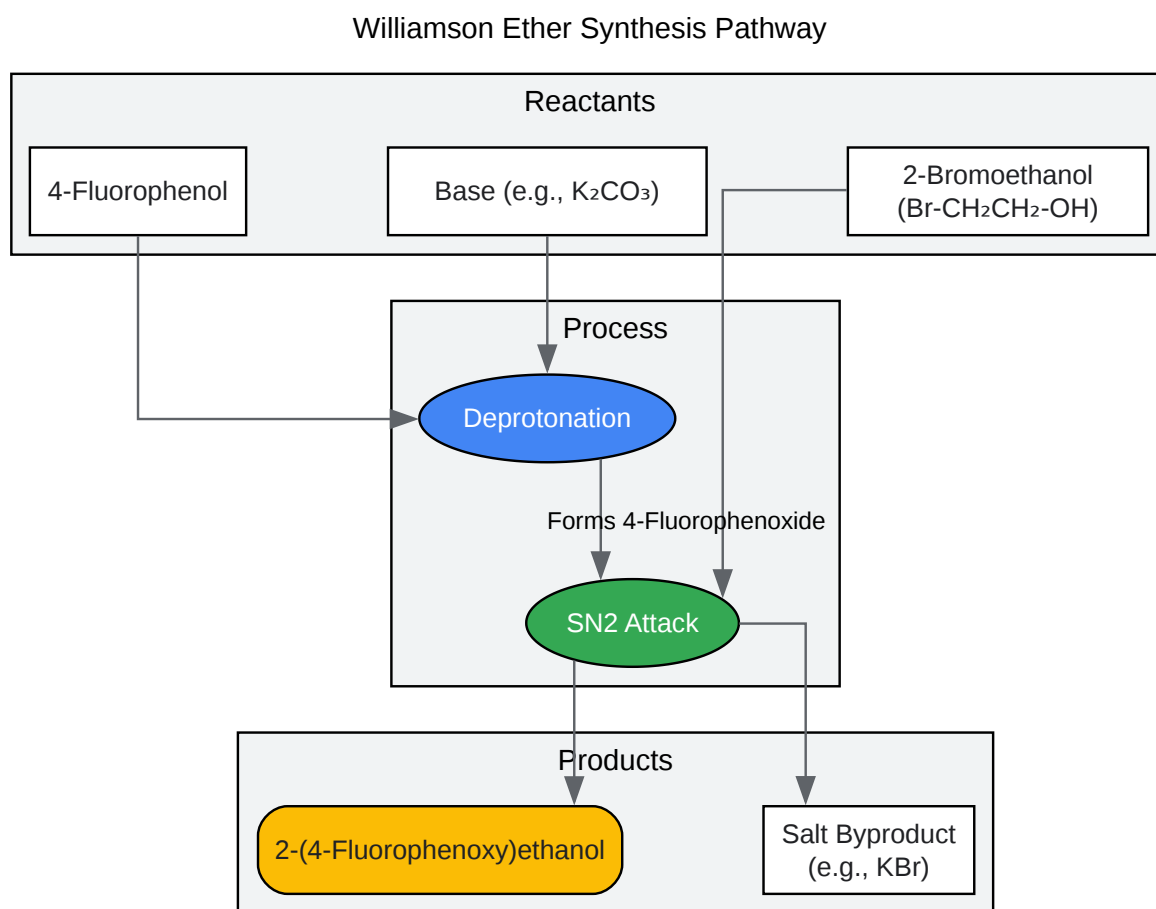 Williamson Ether Synthesis Pathway
Reactants
4-Fluorophenol
Base (e.g., K₂CO₃)
2-Bromoethanol
(Br-CH₂CH₂-OH)
Process
Deprotonation
Forms 4-Fluorophenoxide
SN2 Attack
Products
2-(4-Fluorophenoxy)ethanol
Salt Byproduct
(e.g., KBr)